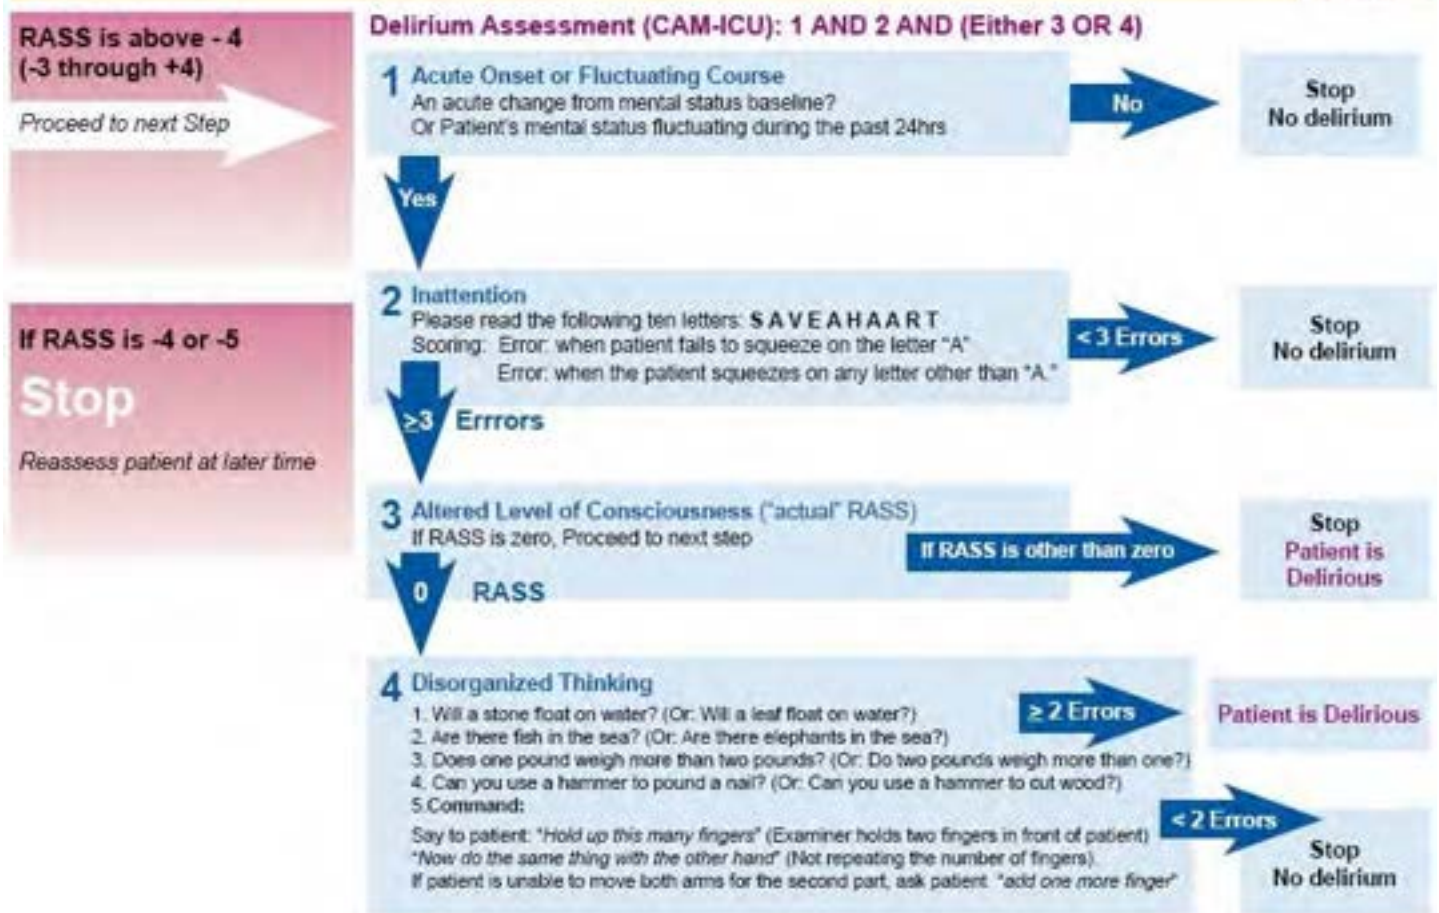 RASS is above - 4
(-3 through +4)
Proceed to next Step
If RASS is -4 or -5
Stop
Reassess patient at later time
Delirium Assessment (CAM-ICU): 1 AND 2 AND (Either 3 OR 4)
1 Acute Onset or Fluctuating Course
An acute change from mental status baseline?
Or Patient's mental status fluctuating during the past 24hrs
No
Stop
No delirium
Yes
2 Inattention
Please read the following ten letters: S A V E A H A A R T
Scoring: Error: when patient fails to squeeze on the letter "A"
Error: when the patient squeezes on any letter other than "A."
< 3 Errors
Stop
No delirium
≥3 Errrors
3 Altered Level of Consciousness ("actual" RASS)
If RASS is zero, Proceed to next step
If RASS is other than zero
Stop
Patient is
Delirious
0 RASS
4 Disorganized Thinking
1. Will a stone float on water? (Or: Will a leaf float on water?)
2. Are there fish in the sea? (Or: Are there elephants in the sea?)
3. Does one pound weigh more than two pounds? (Or: Do two pounds weigh more than one?)
4. Can you use a hammer to pound a nail? (Or: Can you use a hammer to cut wood?)
5.Command:
Say to patient: "Hold up this many fingers" (Examiner holds two fingers in front of patient)
"Now do the same thing with the other hand" (Not repeating the number of fingers).
If patient is unable to move both arms for the second part, ask patient "add one more finger"
≥ 2 Errors
Patient is Delirious
< 2 Errors
Stop
No delirium